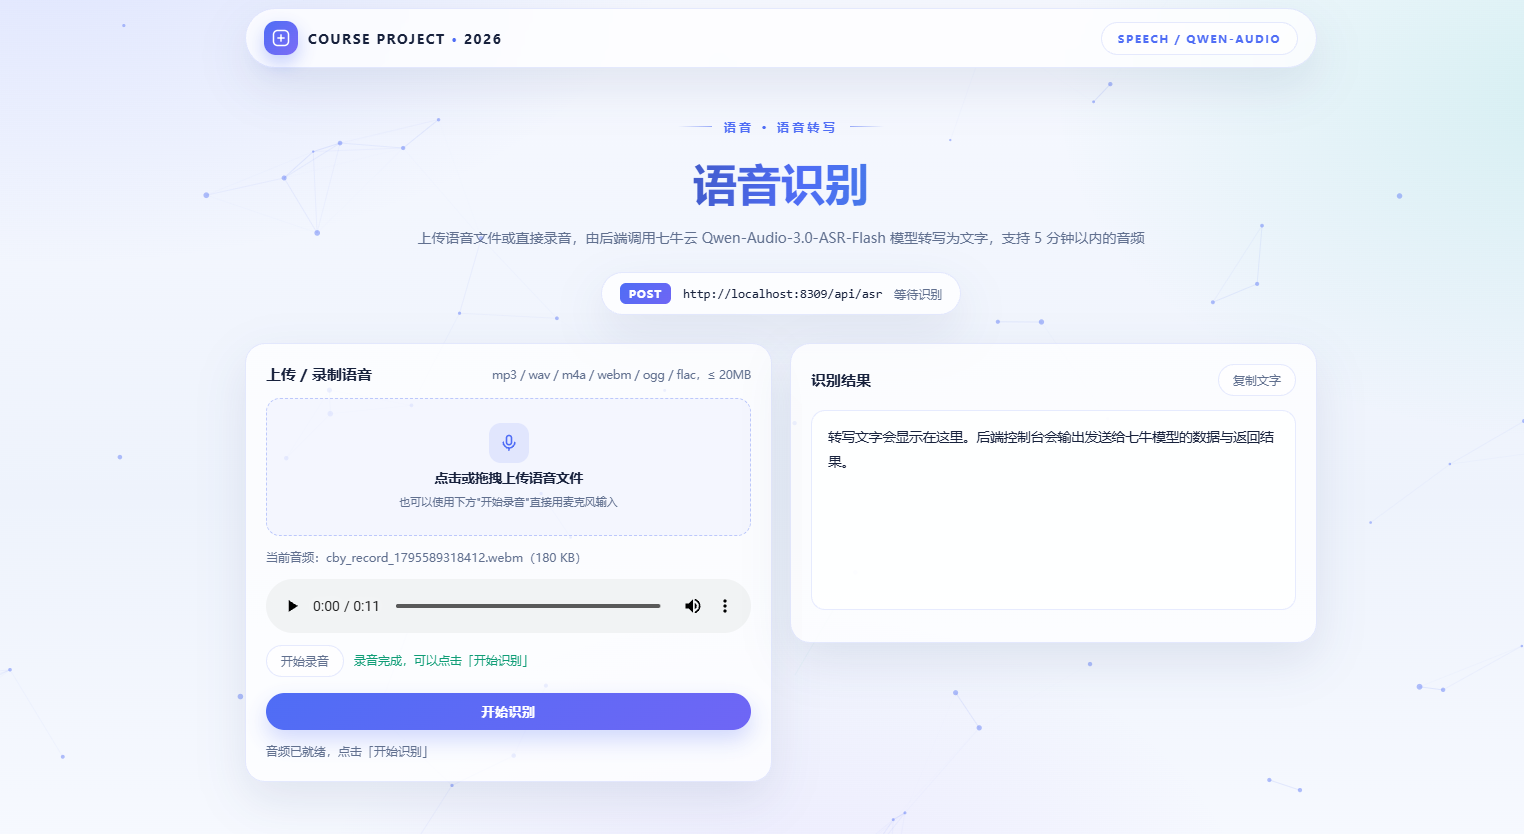 COURSE PROJECT • 2026
SPEECH / QWEN-AUDIO
语音 • 语音转写
语音识别
上传语音文件或直接录音，由后端调用七牛云 Qwen-Audio-3.0-ASR-Flash 模型转写为文字，支持 5 分钟以内的音频
POST http://localhost:8309/api/asr 等待识别
上传 / 录制语音
mp3 / wav / m4a / webm / ogg / flac，≤ 20MB
点击或拖拽上传语音文件
也可以使用下方"开始录音"直接用麦克风输入
当前音频：cby_record_1795589318412.webm（180 KB）
0:00 / 0:11
开始录音 录音完成，可以点击「开始识别」
开始识别
音频已就绪，点击「开始识别」
识别结果
复制文字
转写文字会显示在这里。后端控制台会输出发送给七牛模型的数据与返回结
果。